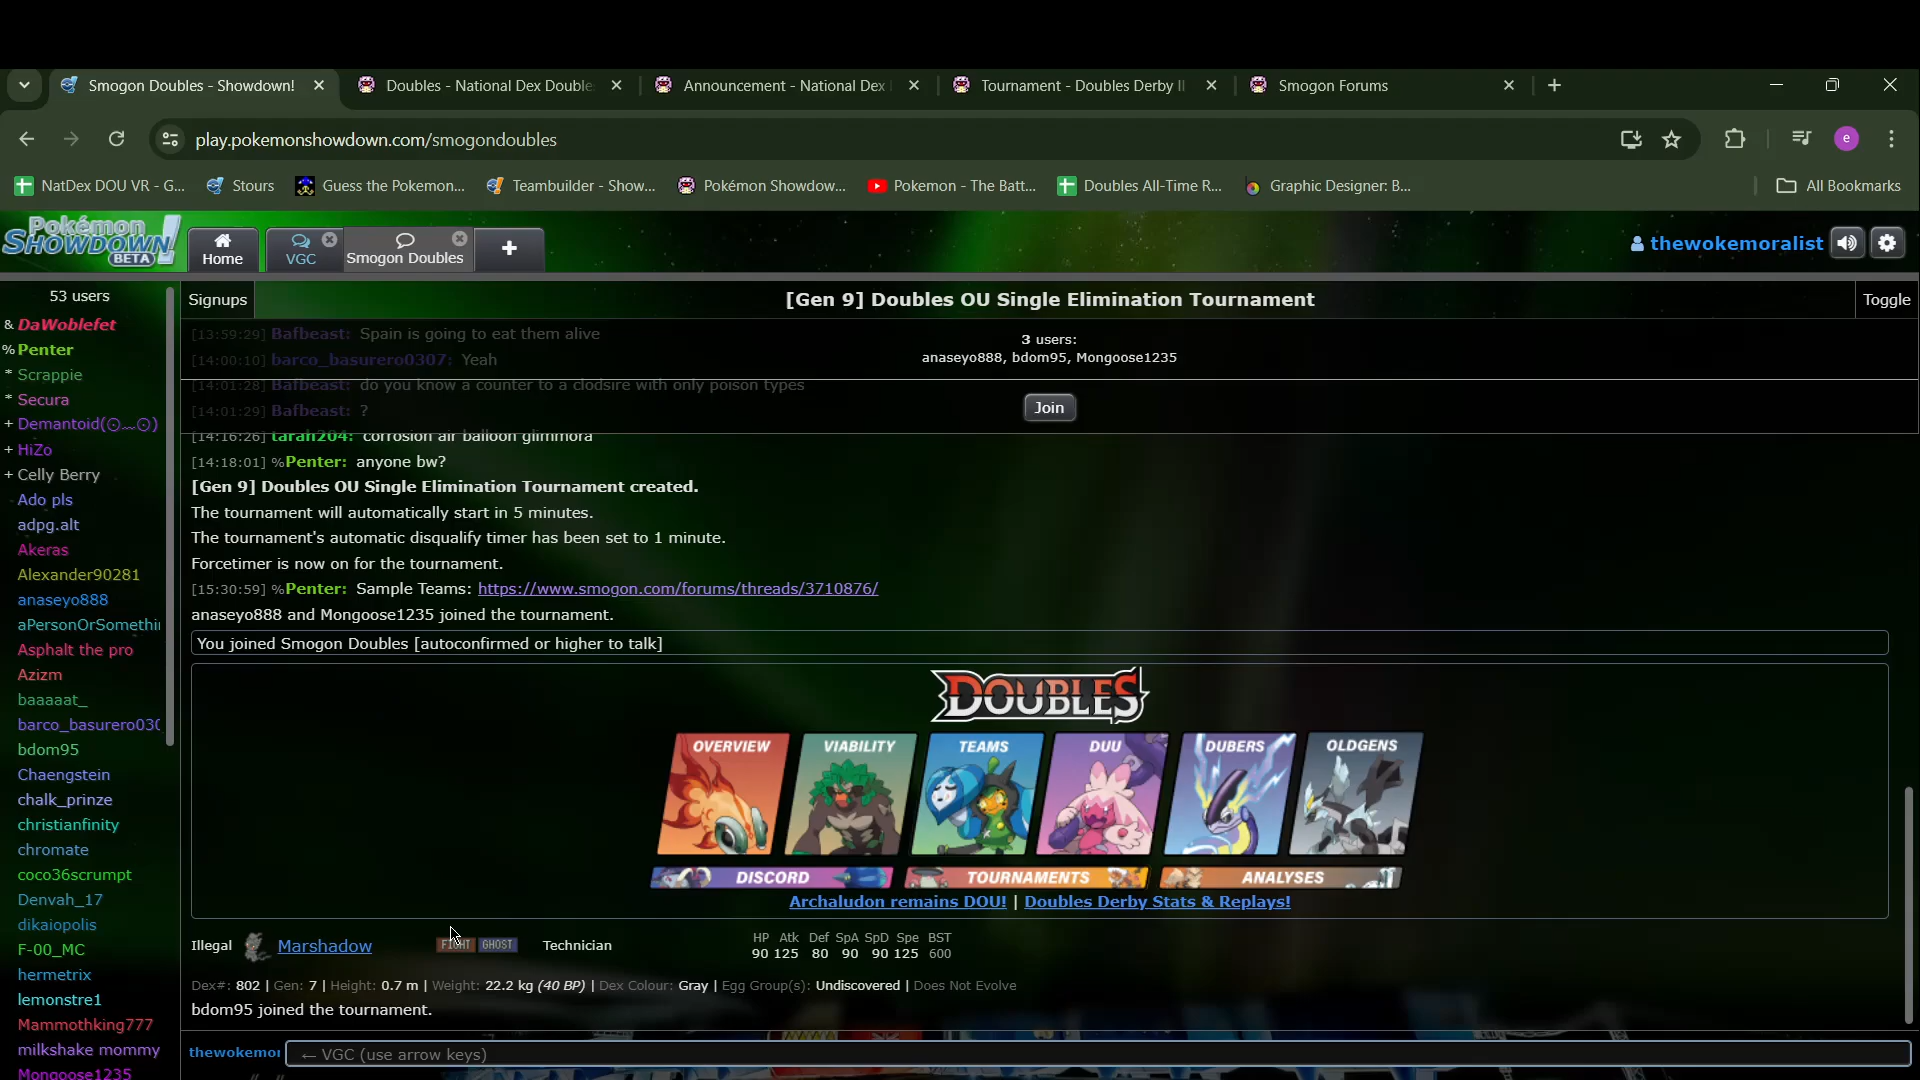 Smogon Doubles - Showdown!
Doubles - National Dex Double
Announcement - National Dex
Tournament - Doubles Derby II
Smogon Forums
play.pokemonshowdown.com/smogondoubles
e
NatDex DOU VR - G...
Stours
Guess the Pokemon...
Teambuilder - Show...
Pokémon Showdow...
Pokemon - The Batt...
Doubles All-Time R...
Graphic Designer: B...
All Bookmarks
Pokémon
SHOWDOWN!
BETA
Home
VGC
Smogon Doubles
thewokemoralist
53 users
& DaWoblefet
% Penter
* Scrappie
* Secura
+ Demantoid(⊙﹏⊙)
+ HiZo
+ Celly Berry
Ado pls
adpg.alt
Akeras
Alexander90281
anaseyo888
aPersonOrSomethi
Asphalt the pro
Azizm
baaaaat_
barco_basurero030
bdom95
Chaengstein
chalk_prinze
christianfinity
chromate
coco36scrumpt
Denvah_17
dikaiopolis
F-00_MC
hermetrix
lemonstre1
Mammothking777
milkshake mommy
Mongoose1235
Signups
[Gen 9] Doubles OU Single Elimination Tournament
Toggle
[13:59:29] Bafbeast: Spain is going to eat them alive
3 users:
anaseyo888, bdom95, Mongoose1235
[14:00:10] barco_basurero0307: Yeah
[14:01:28] Bafbeast: do you know a counter to a clodsire with only poison types
[14:01:29] Bafbeast: ?
Join
[14:16:26] tarah204: corrosion air balloon glimmora
[14:18:01] %Penter: anyone bw?
[Gen 9] Doubles OU Single Elimination Tournament created.
The tournament will automatically start in 5 minutes.
The tournament's automatic disqualify timer has been set to 1 minute.
Forcetimer is now on for the tournament.
[15:30:59] %Penter: Sample Teams: https://www.smogon.com/forums/threads/3710876/
anaseyo888 and Mongoose1235 joined the tournament.
You joined Smogon Doubles [autoconfirmed or higher to talk]
DOUBLES
OVERVIEW
VIABILITY
TEAMS
DUU
DUBERS
OLDGENS
DISCORD
TOURNAMENTS
ANALYSES
Archaludon remains DOU! | Doubles Derby Stats & Replays!
Illegal Marshadow FIGHT GHOST Technician
HP Atk Def SpA SpD Spe BST
90 125 80 90 90 125 600
Dex#: 802 | Gen: 7 | Height: 0.7 m | Weight: 22.2 kg (40 BP) | Dex Colour: Gray | Egg Group(s): Undiscovered | Does Not Evolve
bdom95 joined the tournament.
thewokemor
← VGC (use arrow keys)